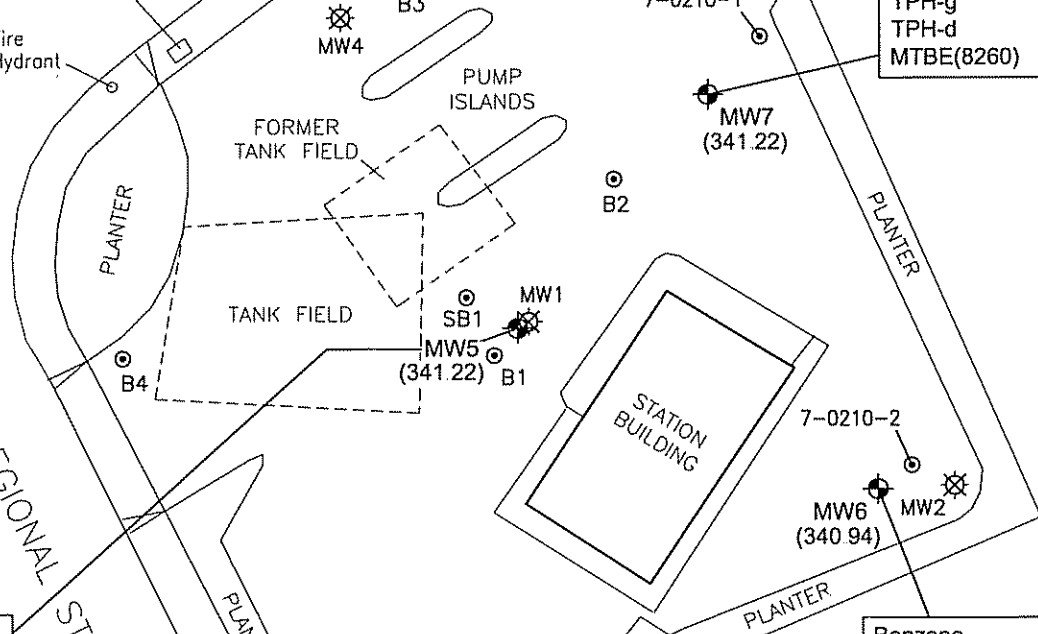 B3
7-0210-1
TPH-g
TPH-d
MTBE(8260)
Hydrant
MW4
PUMP
ISLANDS
MW7
(341.22)
FORMER
TANK FIELD
B2
PLANTER
PLANTER
TANK FIELD
SB1
MW1
MW5
(341.22)
B1
B4
STATION
BUILDING
7-0210-2
MW6
(340.94)
MW2
PLANTER
Benzene